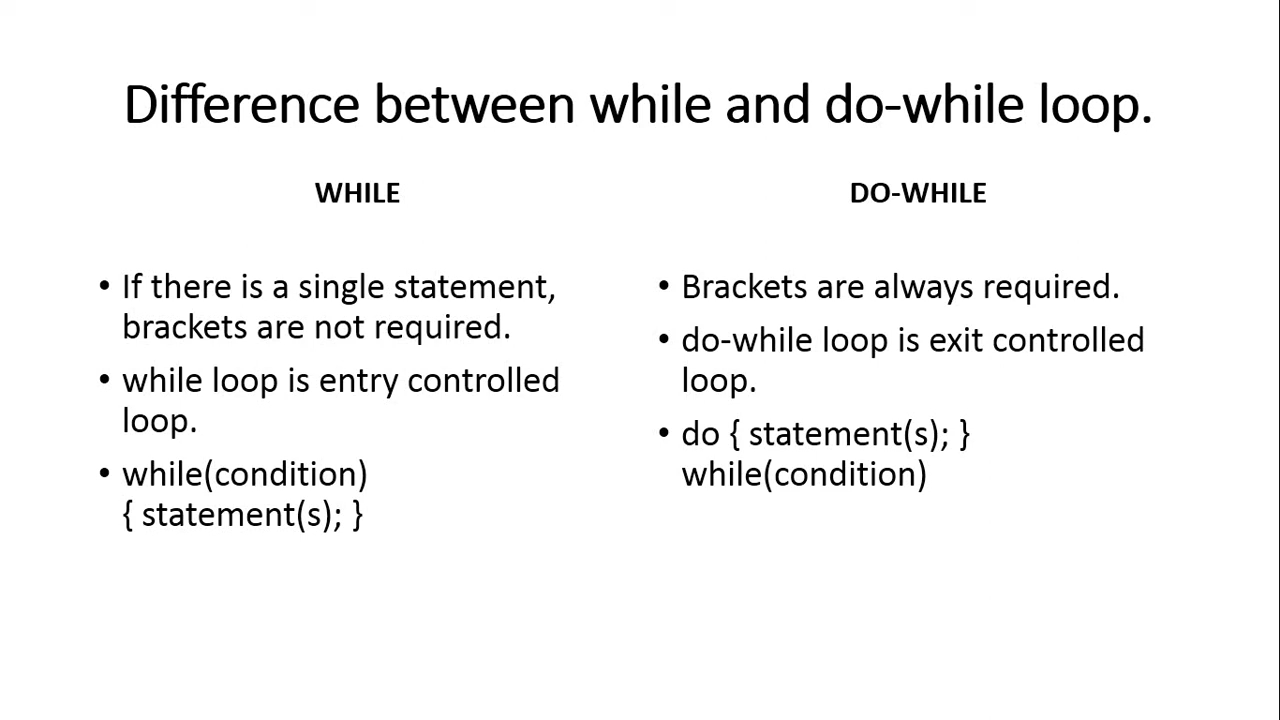 Difference between while and do-while loop.
WHILE
• If there is a single statement,
brackets are not required.
• while loop is entry controlled
loop.
• while(condition)
{ statement(s); }
DO-WHILE
• Brackets are always required.
• do-while loop is exit controlled
loop.
• do { statement(s); }
while(condition)